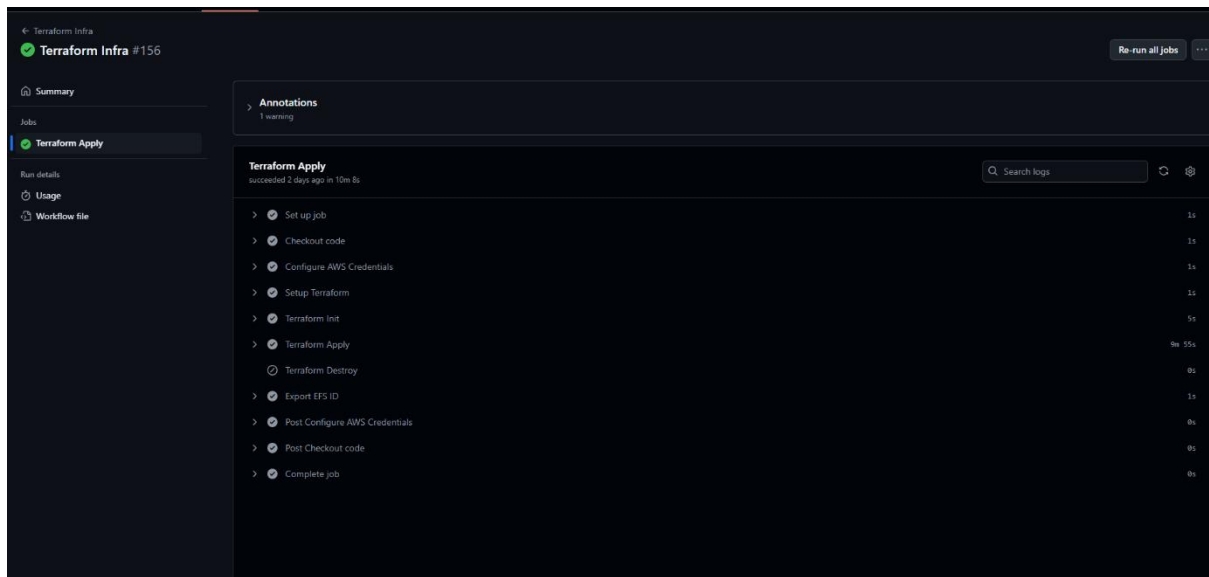 ← Terraform Infra
Terraform Infra #156
Re-run all jobs
...
Summary
Jobs
Terraform Apply
Run details
Usage
Workflow file
Annotations
1 warning
Terraform Apply
succeeded 2 days ago in 10m 8s
Search logs
Set up job 1s
Checkout code 1s
Configure AWS Credentials 1s
Setup Terraform 1s
Terraform Init 5s
Terraform Apply 9m 55s
Terraform Destroy 0s
Export EFS ID 1s
Post Configure AWS Credentials 0s
Post Checkout code 0s
Complete job 0s